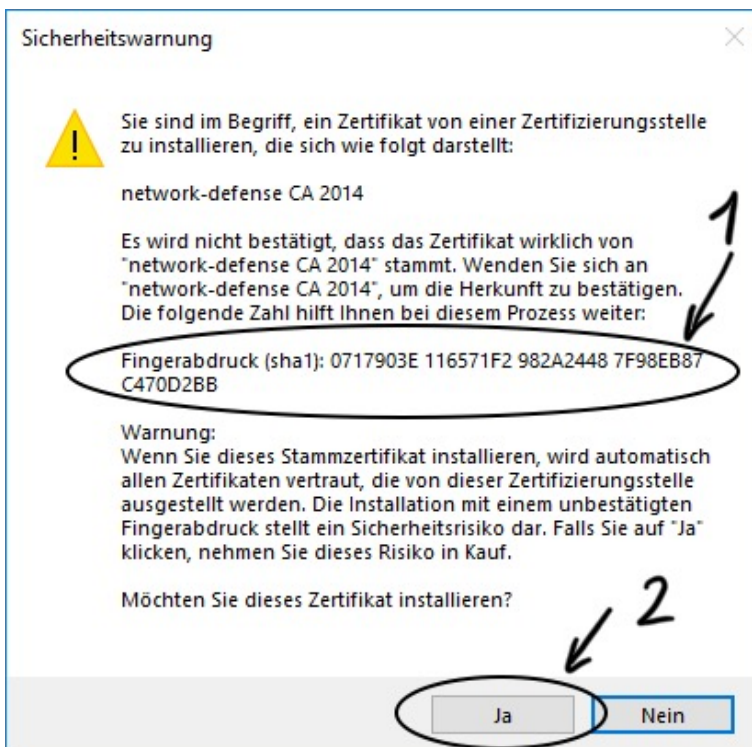 Sicherheitswarnung
Sie sind im Begriff, ein Zertifikat von einer Zertifizierungsstelle
zu installieren, die sich wie folgt darstellt:
network-defense CA 2014
Es wird nicht bestätigt, dass das Zertifikat wirklich von
"network-defense CA 2014" stammt. Wenden Sie sich an
"network-defense CA 2014", um die Herkunft zu bestätigen.
Die folgende Zahl hilft Ihnen bei diesem Prozess weiter:
1
Fingerabdruck (sha1): 0717903E 116571F2 982A2448 7F98EB87
C470D2BB
Warnung:
Wenn Sie dieses Stammzertifikat installieren, wird automatisch
allen Zertifikaten vertraut, die von dieser Zertifizierungsstelle
ausgestellt werden. Die Installation mit einem unbestätigten
Fingerabdruck stellt ein Sicherheitsrisiko dar. Falls Sie auf "Ja"
klicken, nehmen Sie dieses Risiko in Kauf.
Möchten Sie dieses Zertifikat installieren?
2
Ja Nein